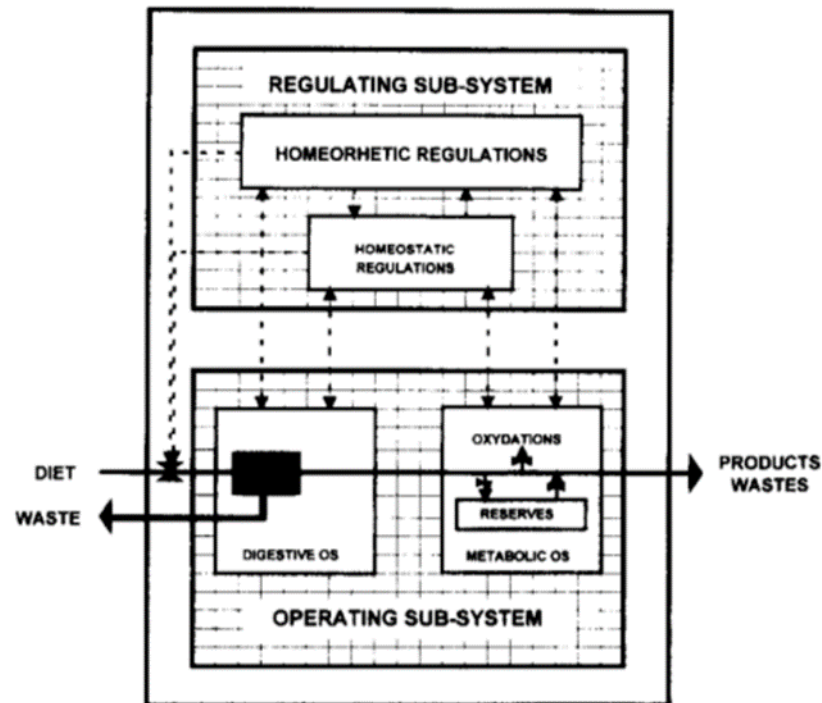 REGULATING SUB-SYSTEM
HOMEORHETIC REGULATIONS
HOMEOSTATIC
REGULATIONS
OXYDATIONS
DIET
PRODUCTS
WASTES
WASTE
RESERVES
DIGESTIVE OS
METABOLIC OS
OPERATING SUB-SYSTEM